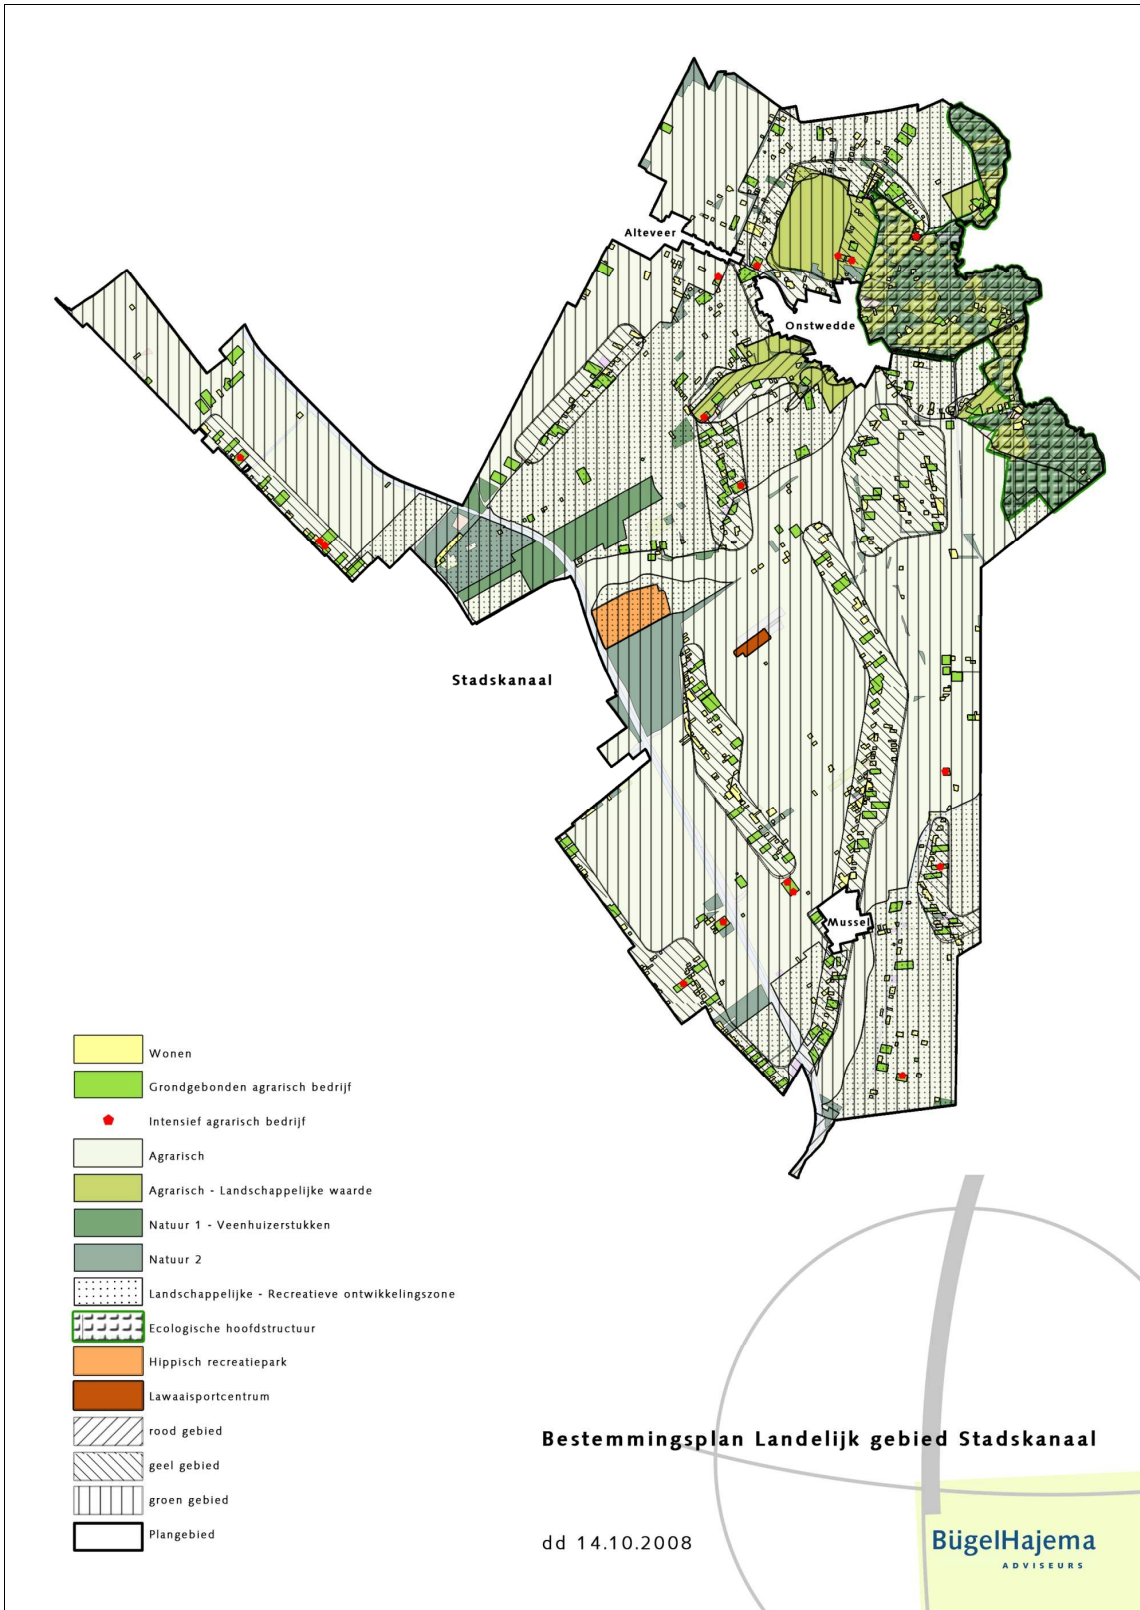 Alteveer
Onstwedde
Stadskanaal
Mussel
Wonen
Grondgebonden agrarisch bedrijf
Intensief agrarisch bedrijf
Agrarisch
Agrarisch - Landschappelijke waarde
Natuur 1 - Veenhuizerstukken
Natuur 2
Landschappelijke - Recreatieve ontwikkelingszone
Ecologische hoofdstructuur
Hippisch recreatiepark
Lawaaisportcentrum
rood gebied
geel gebied
groen gebied
Plangebied
Bestemmingsplan Landelijk gebied Stadskanaal
dd 14.10.2008
BügelHajema
ADVISEURS